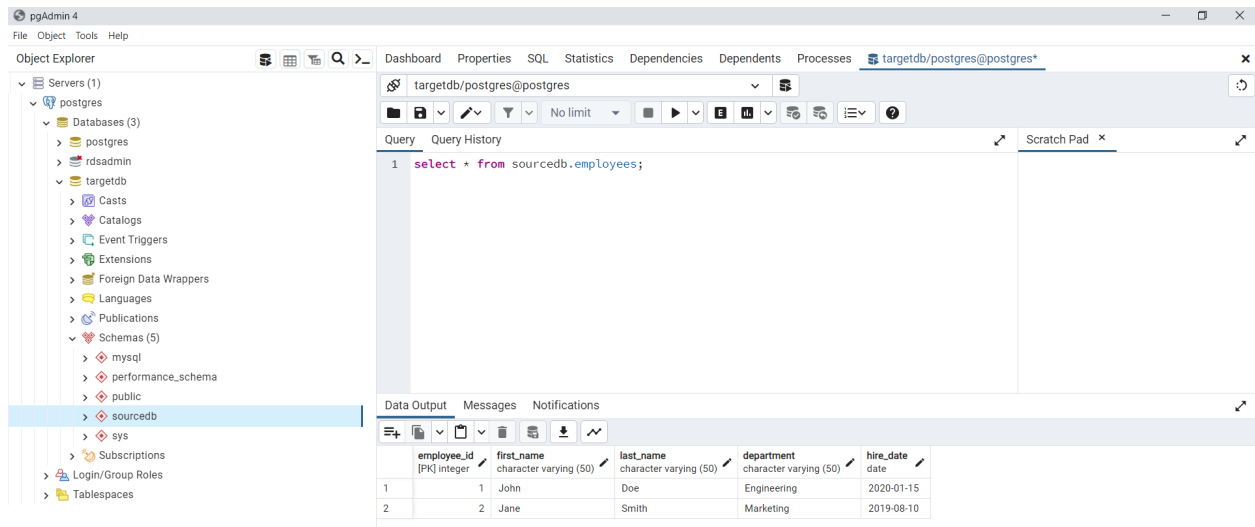 pgAdmin 4
File Object Tools Help
Object Explorer
Dashboard Properties SQL Statistics Dependencies Dependents Processes targetdb/postgres@postgres*
Servers (1)
postgres
Databases (3)
postgres
rdsadmin
targetdb
Casts
Catalogs
Event Triggers
Extensions
Foreign Data Wrappers
Languages
Publications
Schemas (5)
mysql
performance_schema
public
sourcedb
sys
Subscriptions
Login/Group Roles
Tablespaces
targetdb/postgres@postgres
No limit
E
Query Query History
Scratch Pad
1 select * from sourcedb.employees;
Data Output Messages Notifications
employee_id first_name last_name department hire_date
[PK] integer character varying (50) character varying (50) character varying (50) date
1 1 John Doe Engineering 2020-01-15
2 2 Jane Smith Marketing 2019-08-10